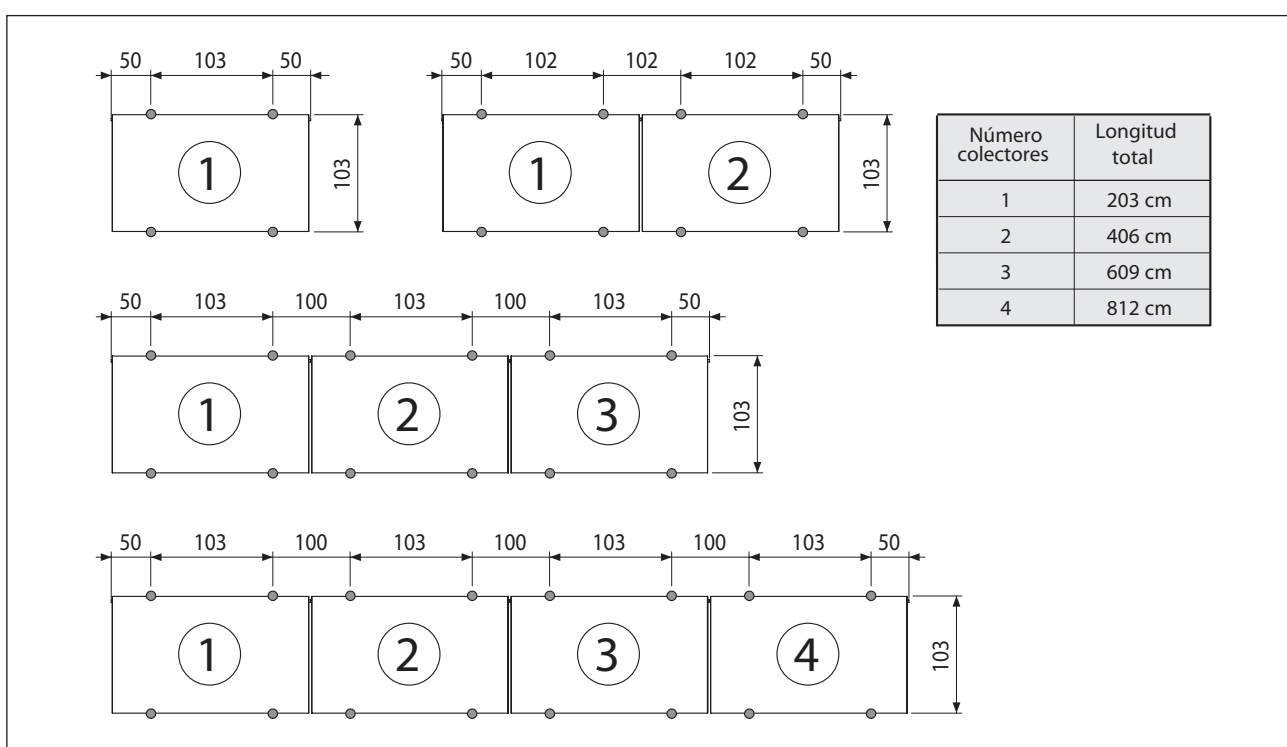 50 103 50
1
103
50 102 102 102 50
1 2
103
Número colectores Longitud total
1 203 cm
2 406 cm
3 609 cm
4 812 cm
50 103 100 103 100 103 50
1 2 3
103
50 103 100 103 100 103 100 103 50
1 2 3 4
103